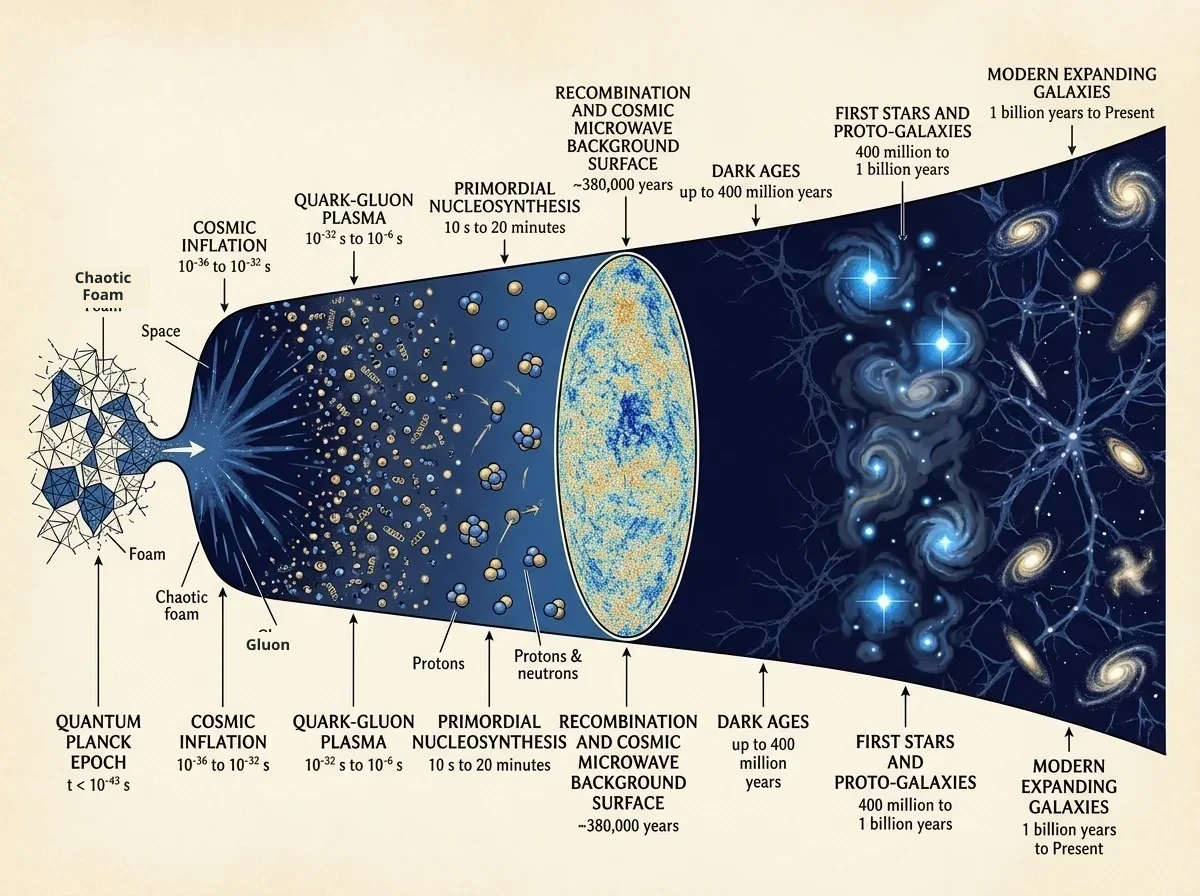 MODERN EXPANDING
GALAXIES
1 billion years to Present
RECOMBINATION
AND COSMIC
MICROWAVE
BACKGROUND
SURFACE
~380,000 years
FIRST STARS AND
PROTO-GALAXIES
400 million to
1 billion years
DARK AGES
up to 400 million years
PRIMORDIAL
NUCLEOSYNTHESIS
10 s to 20 minutes
QUARK-GLUON
PLASMA
10⁻³² s to 10⁻⁶ s
COSMIC
INFLATION
10⁻³⁶ to 10⁻³² s
Chaotic
Foam
Space
Foam
Chaotic
foam
Gluon
Protons
Protons &
neutrons
QUANTUM
PLANCK
EPOCH
t < 10⁻⁴³ s
COSMIC
INFLATION
10⁻³⁶ to 10⁻³² s
QUARK-GLUON
PLASMA
10⁻³² s to 10⁻⁶ s
PRIMORDIAL
NUCLEOSYNTHESIS
10 s to 20 minutes
RECOMBINATION
AND COSMIC
MICROWAVE
BACKGROUND
SURFACE
~380,000 years
DARK AGES
up to 400
million
years
FIRST STARS
AND
PROTO-GALAXIES
400 million to
1 billion years
MODERN
EXPANDING
GALAXIES
1 billion years
to Present